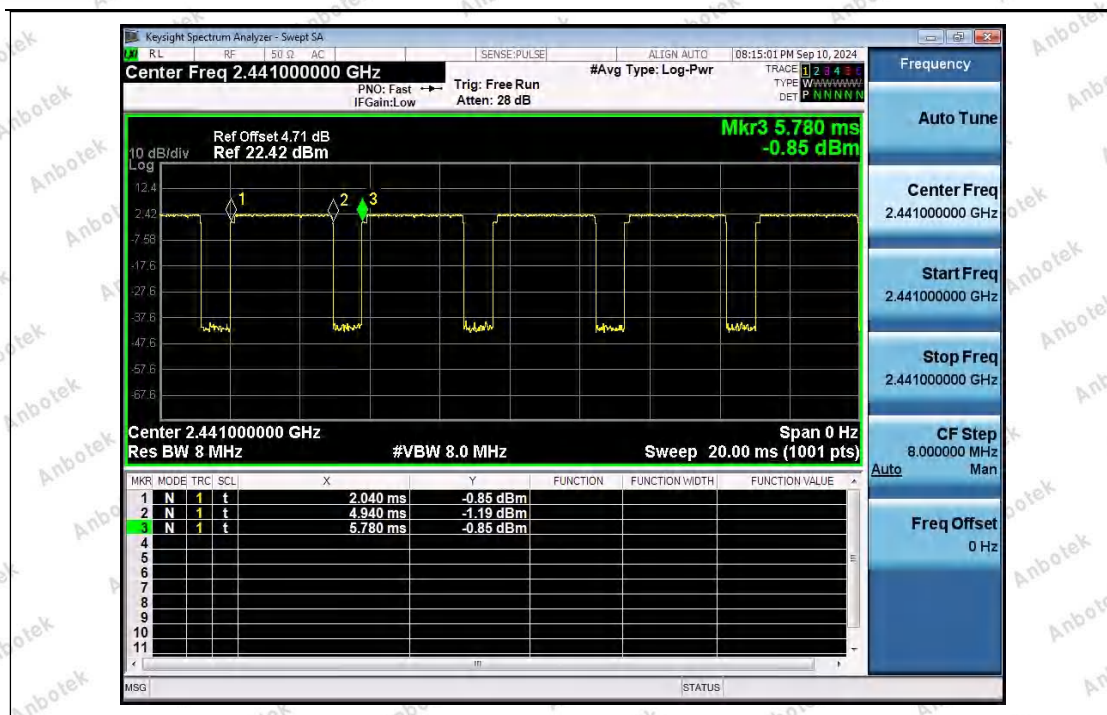 Keysight Spectrum Analyzer - Swept SA
LXI RL RF 50 Ω AC SENSE:PULSE ALIGN AUTO 08:15:01 PM Sep 10, 2024
Center Freq 2.441000000 GHz
PNO: Fast
IFGain:Low
Trig: Free Run
Atten: 28 dB
#Avg Type: Log-Pwr
TRACE 1 2 3 4 5 6
TYPE WWWWWW
DET P N N N N N
Mkr3 5.780 ms
-0.85 dBm
Ref Offset 4.71 dB
10 dB/div Ref 22.42 dBm
Log
12.4
2.42
-7.58
-17.6
-27.6
-37.6
-47.6
-57.6
-67.6
1
2
3
Center 2.441000000 GHz Span 0 Hz
Res BW 8 MHz #VBW 8.0 MHz Sweep 20.00 ms (1001 pts)
MKR MODE TRC SCL X Y FUNCTION FUNCTION WIDTH FUNCTION VALUE
1 N 1 t 2.040 ms -0.85 dBm
2 N 1 t 4.940 ms -1.19 dBm
3 N 1 t 5.780 ms -0.85 dBm
4
5
6
7
8
9
10
11
MSG STATUS
Frequency
Auto Tune
Center Freq
2.441000000 GHz
Start Freq
2.441000000 GHz
Stop Freq
2.441000000 GHz
CF Step
8.000000 MHz
Auto Man
Freq Offset
0 Hz
Anbotek